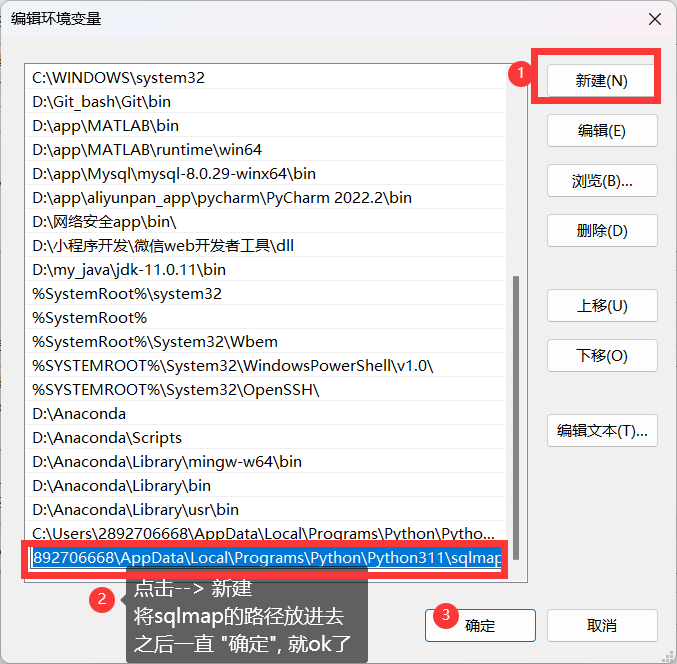 编辑环境变量
C:\WINDOWS\system32
D:\Git_bash\Git\bin
D:\app\MATLAB\bin
D:\app\MATLAB\runtime\win64
D:\app\Mysql\mysql-8.0.29-winx64\bin
D:\app\aliyunpan_app\pycharm\PyCharm 2022.2\bin
D:\网络安全app\bin\
D:\小程序开发\微信web开发者工具\dll
D:\my_java\jdk-11.0.11\bin
%SystemRoot%\system32
%SystemRoot%
%SystemRoot%\System32\Wbem
%SYSTEMROOT%\System32\WindowsPowerShell\v1.0\
%SYSTEMROOT%\System32\OpenSSH\
D:\Anaconda
D:\Anaconda\Scripts
D:\Anaconda\Library\mingw-w64\bin
D:\Anaconda\Library\bin
D:\Anaconda\Library\usr\bin
C:\Users\2892706668\AppData\Local\Programs\Python\Pytho...
892706668\AppData\Local\Programs\Python\Python311\sqlmap
1
新建(N)
编辑(E)
浏览(B)...
删除(D)
上移(U)
下移(O)
编辑文本(T)...
2
点击--> 新建
将sqlmap的路径放进去
之后一直 "确定", 就ok了
3
确定
取消